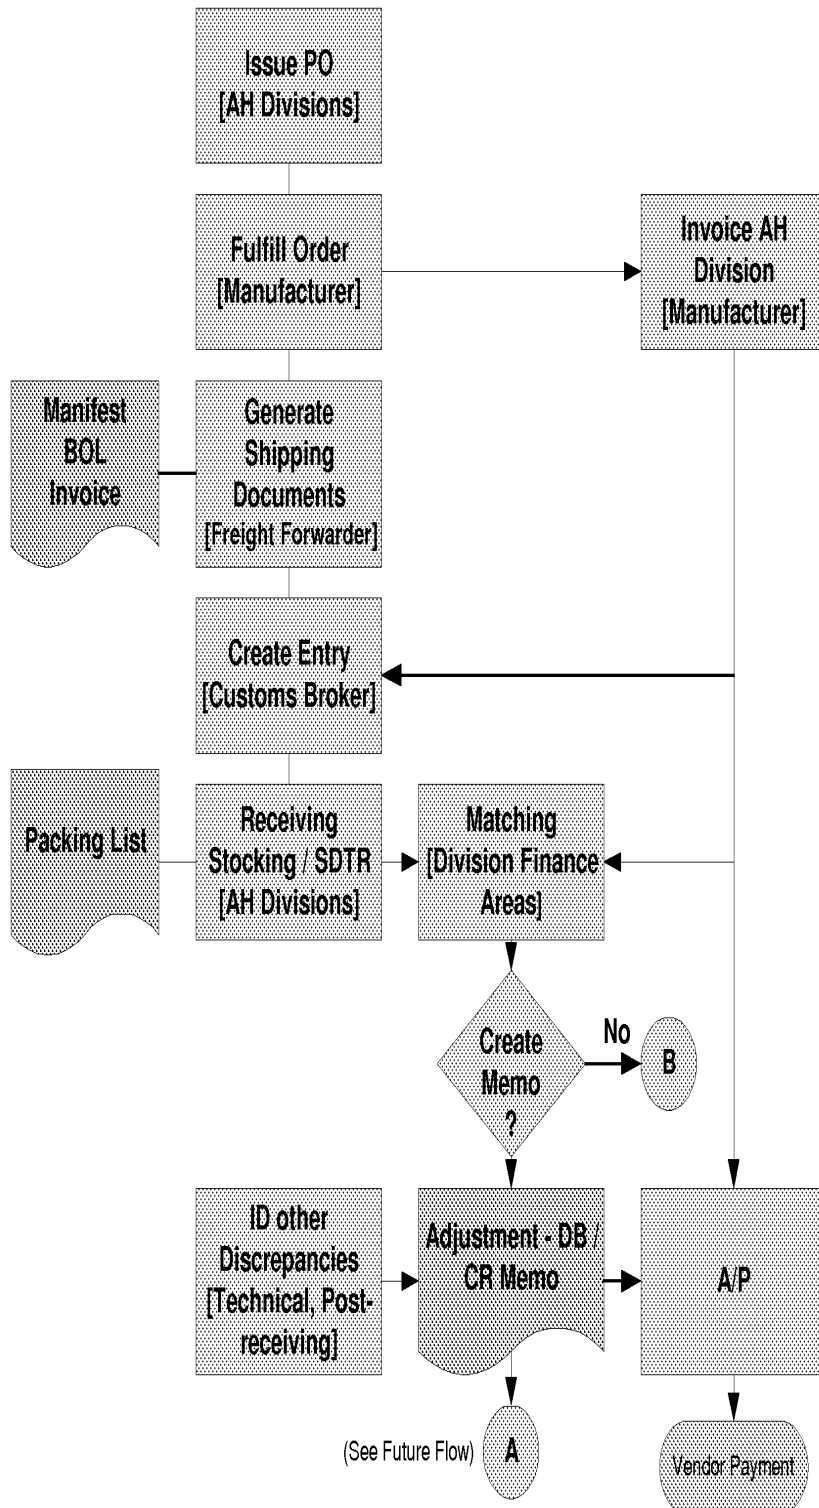 Issue PO
[AH Divisions]
Fulfill Order
[Manufacturer]
Invoice AH
Division
[Manufacturer]
Manifest
BOL
Invoice
Generate
Shipping
Documents
[Freight Forwarder]
Create Entry
[Customs Broker]
Packing List
Receiving
Stocking / SDTR
[AH Divisions]
Matching
[Division Finance
Areas]
Create
Memo
?
No
B
ID other
Discrepancies
[Technical, Post-
receiving]
Adjustment - DB /
CR Memo
A/P
(See Future Flow)
A
Vendor Payment